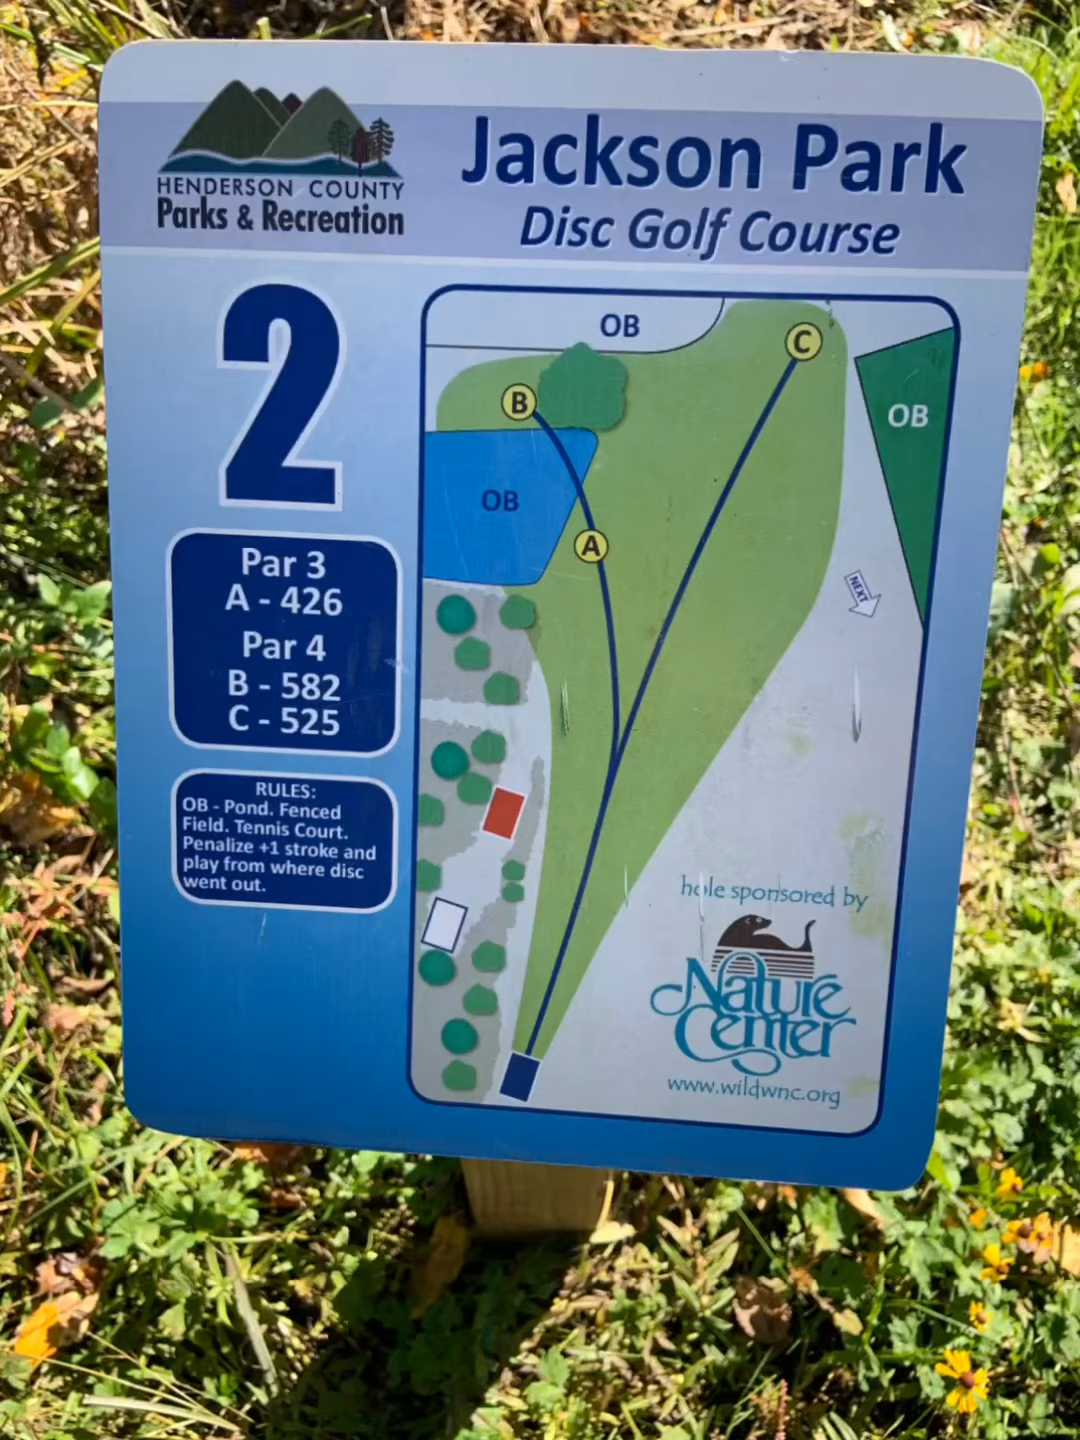 HENDERSON COUNTY
Parks & Recreation
Jackson Park
Disc Golf Course
2
Par 3
A - 426
Par 4
B - 582
C - 525
RULES:
OB - Pond. Fenced
Field. Tennis Court.
Penalize +1 stroke and
play from where disc
went out.
OB
C
B
OB
OB
A
NEXT
hole sponsored by
Nature
Center
www.wildwnc.org